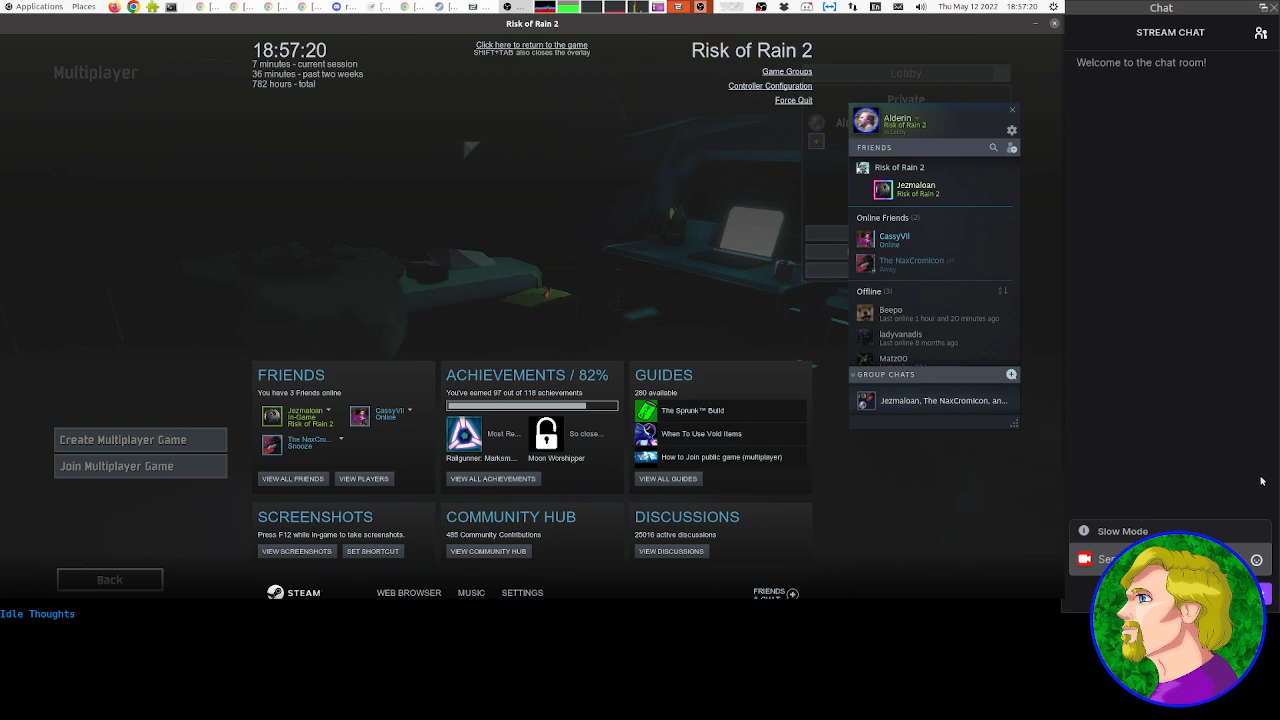 Applications Places
En
Thu May 12 2022 18:57:20
Risk of Rain 2
Chat
STREAM CHAT
Welcome to the chat room!
Multiplayer
18:57:20
7 minutes - current session
36 minutes - past two weeks
782 hours - total
Click here to return to the game
SHIFT+TAB also closes the overlay
Risk of Rain 2
Game Groups
Controller Configuration
Force Quit
Lobby
Private
Alderin
Risk of Rain 2
In Lobby
FRIENDS
Risk of Rain 2
Jezmaloan
Risk of Rain 2
Online Friends (2)
CassyVil
Online
The NaxCromIcon
Away
Offline (3)
Beepo
Last online 1 hour and 20 minutes ago
ladyvanadis
Last online 8 months ago
Matz00
GROUP CHATS
Jezmaloan, The NaxCromIcon, an...
FRIENDS
You have 3 Friends online
Jezmaloan
In-Game
Risk of Rain 2
CassyVil
Online
The NaxCro...
Snooze
VIEW ALL FRIENDS
VIEW PLAYERS
ACHIEVEMENTS / 82%
You've earned 97 out of 118 achievements
Most Re...
So close...
Railgunner: Marksm...
Moon Worshipper
VIEW ALL ACHIEVEMENTS
GUIDES
280 available
The Sprunk™ Build
When To Use Void Items
How to Join public game (multiplayer)
VIEW ALL GUIDES
Create Multiplayer Game
Join Multiplayer Game
SCREENSHOTS
Press F12 while in-game to take screenshots.
VIEW SCREENSHOTS
SET SHORTCUT
COMMUNITY HUB
485 Community Contributions
VIEW COMMUNITY HUB
DISCUSSIONS
25016 active discussions
VIEW DISCUSSIONS
Back
STEAM
WEB BROWSER
MUSIC
SETTINGS
FRIENDS
& CHAT
Slow Mode
Idle Thoughts